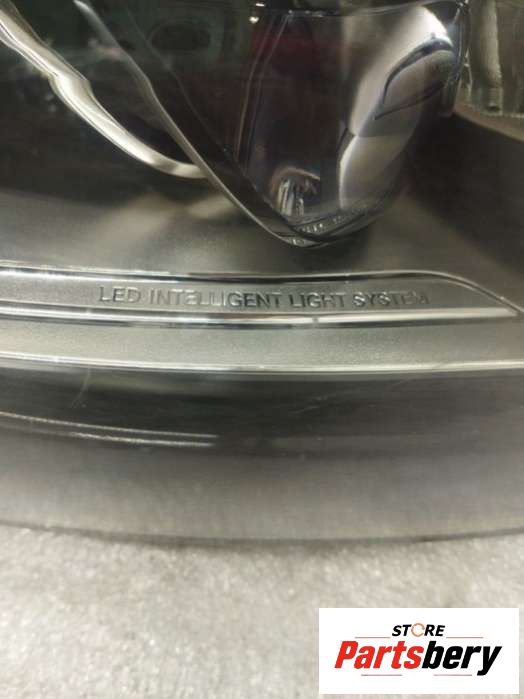 LED INTELLIGENT LIGHT SYSTEM
STORE
Partsbery